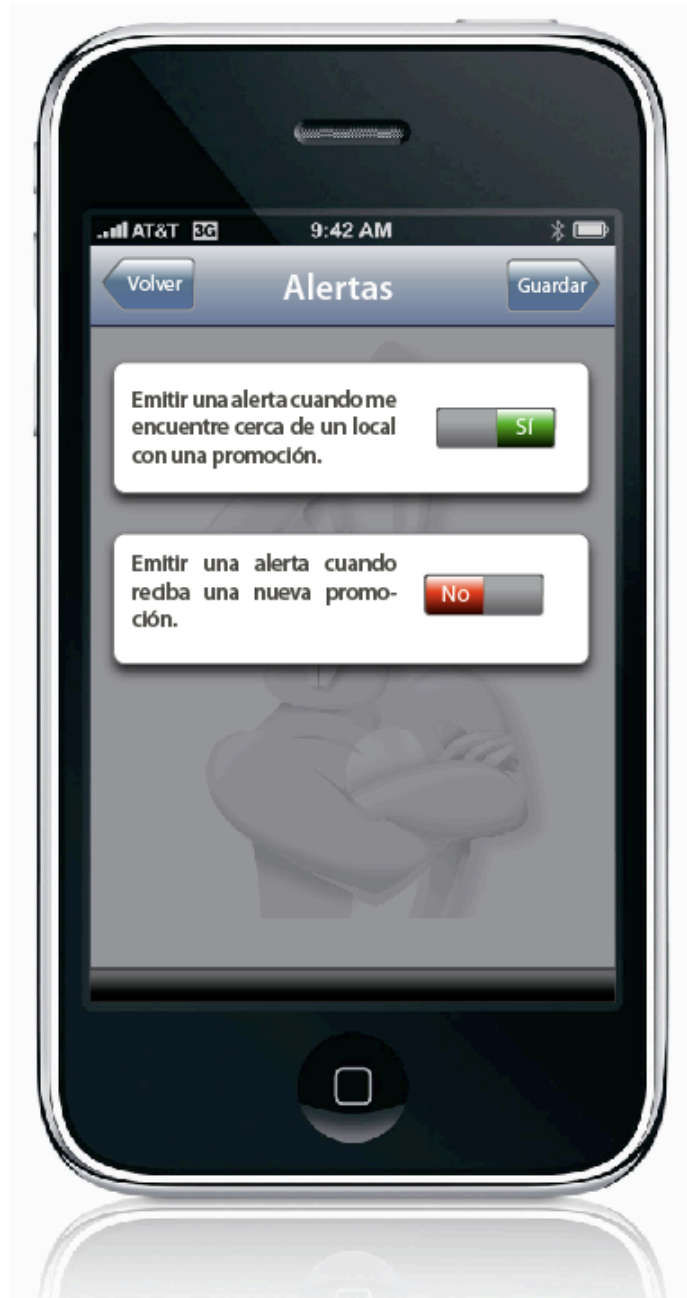 AT&T 3G 9:42 AM
Volver Alertas Guardar
Emitir una alerta cuando me
encuentre cerca de un local
con una promoción.
Sí
Emitir una alerta cuando
reciba una nueva promo-
ción.
No